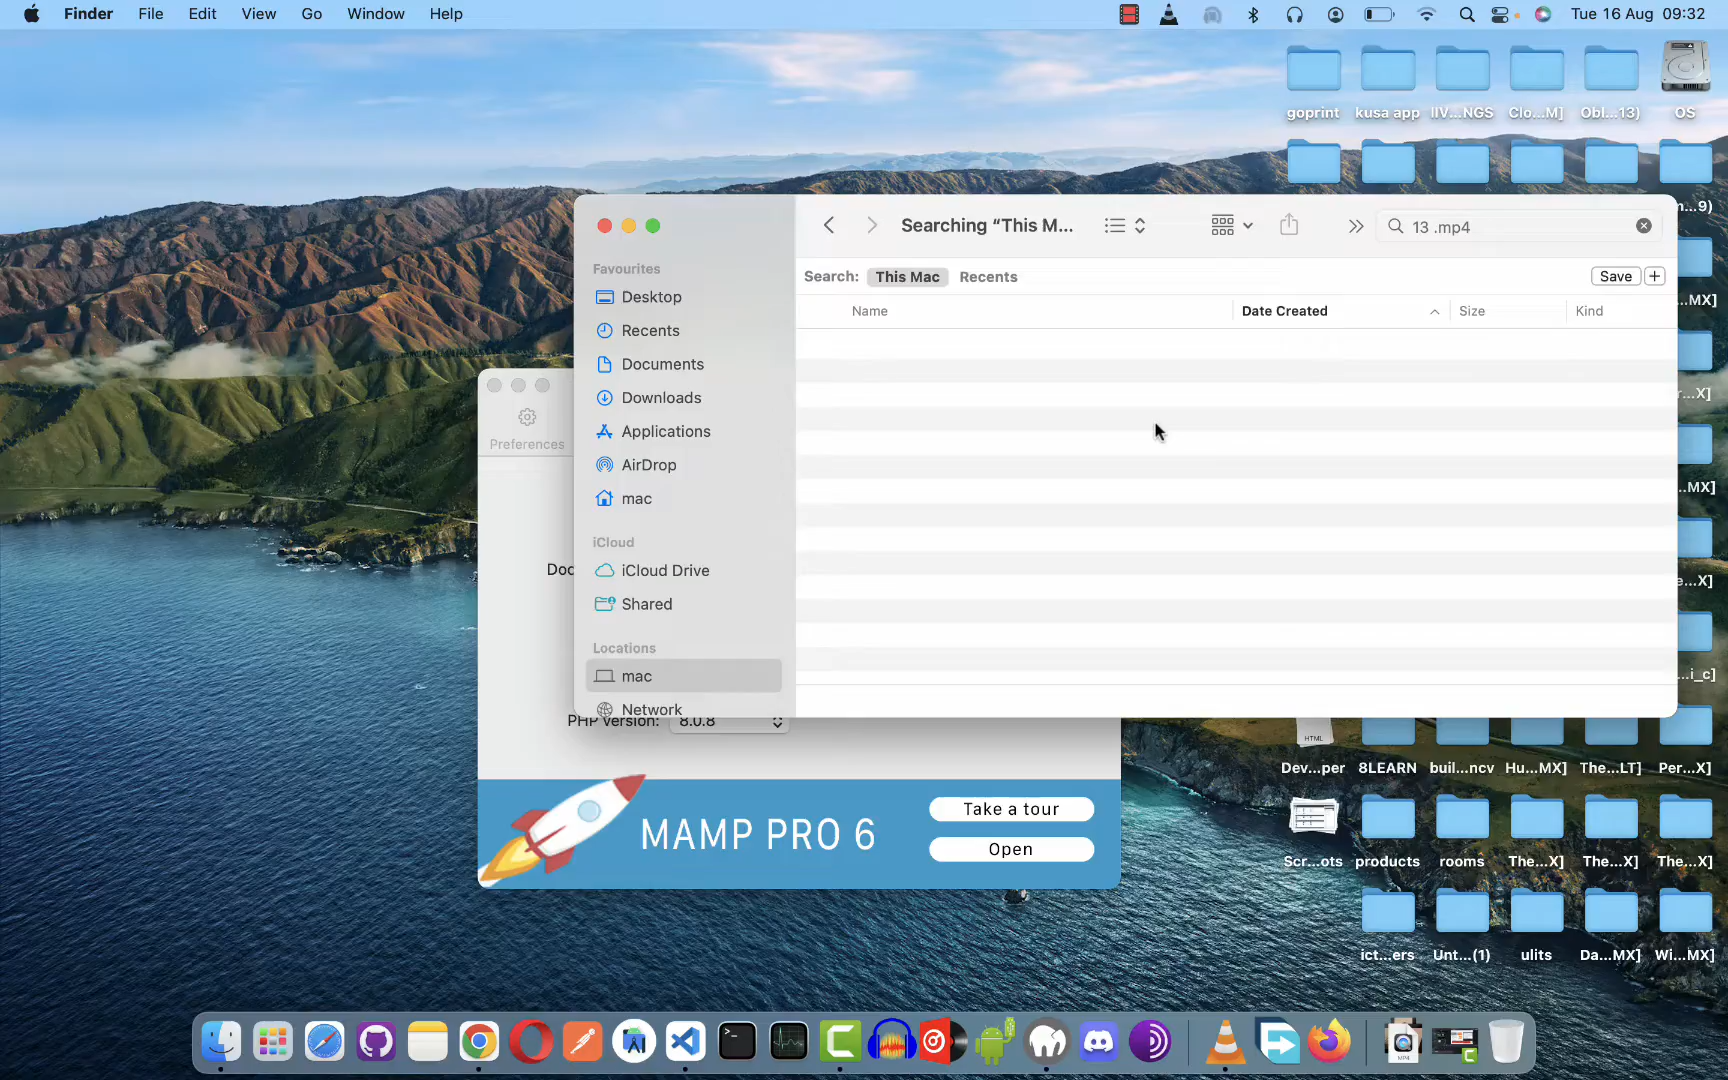 Finder File Edit View Go Window Help
Tue 16 Aug 09:32
goprint kusa app IIV...NGS Clo...M] Obl...13) OS
Searching “This M...
13 .mp4
Search: This Mac Recents
Save +
Name Date Created Size Kind
Favourites
Desktop
Recents
Documents
Downloads
Applications
AirDrop
mac
iCloud
iCloud Drive
Shared
Locations
mac
Network
...9)
...MX]
...X]
...MX]
...X]
...i_c]
Preferences
Doc
PHP version: 8.0.8
MAMP PRO 6
Take a tour
Open
HTML
Dev...per 8LEARN buil...ncv Hu...MX] The...LT] Per...X]
Scr...ots products rooms The...X] The...X] The...X]
ict...ers Unt...(1) ulits Da...MX] Wi...MX]
MP4